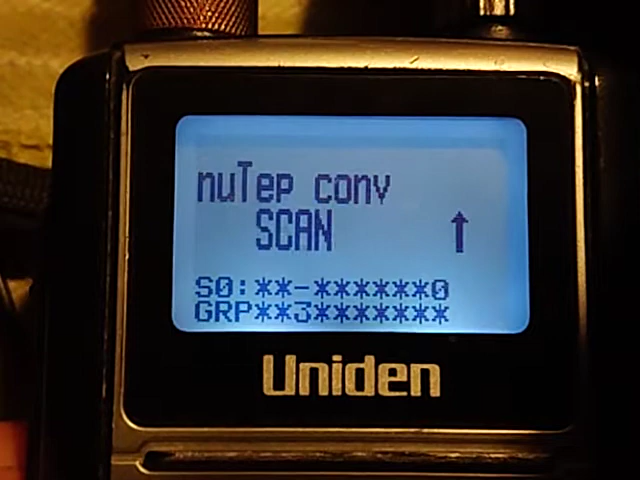 nuTep conv
SCAN ↑
S0:**-******0
GRP**3*******
Uniden